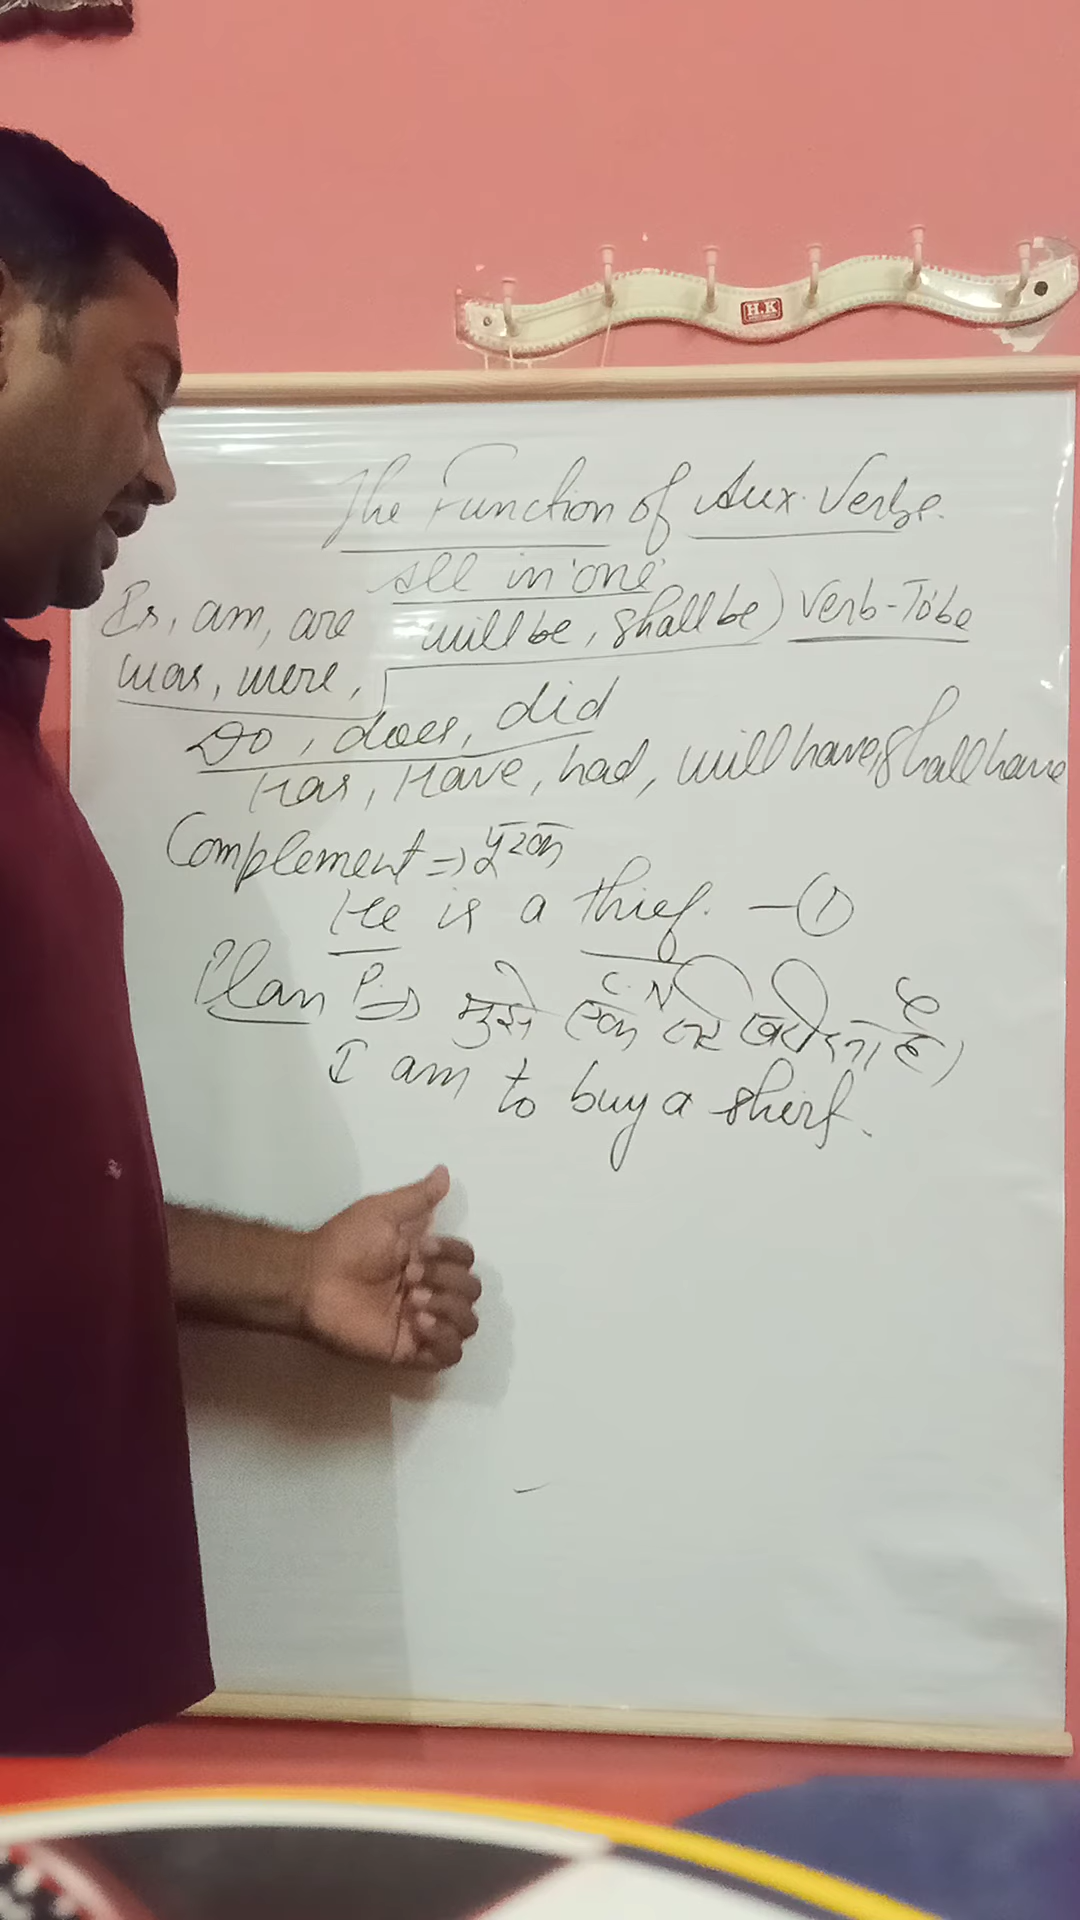 H.K
The Function of Aux. Verbs.
All in 'one'
Is, am, are will be, shall be) Verb-To be
was, were,
Do, does, did
Has, Have, had, will have, shall have
Complement => पूरक
He is a thief. -①
P. C. N
Plan => मुझे एक शर्ट खरीदना है।
I am to buy a shirt.